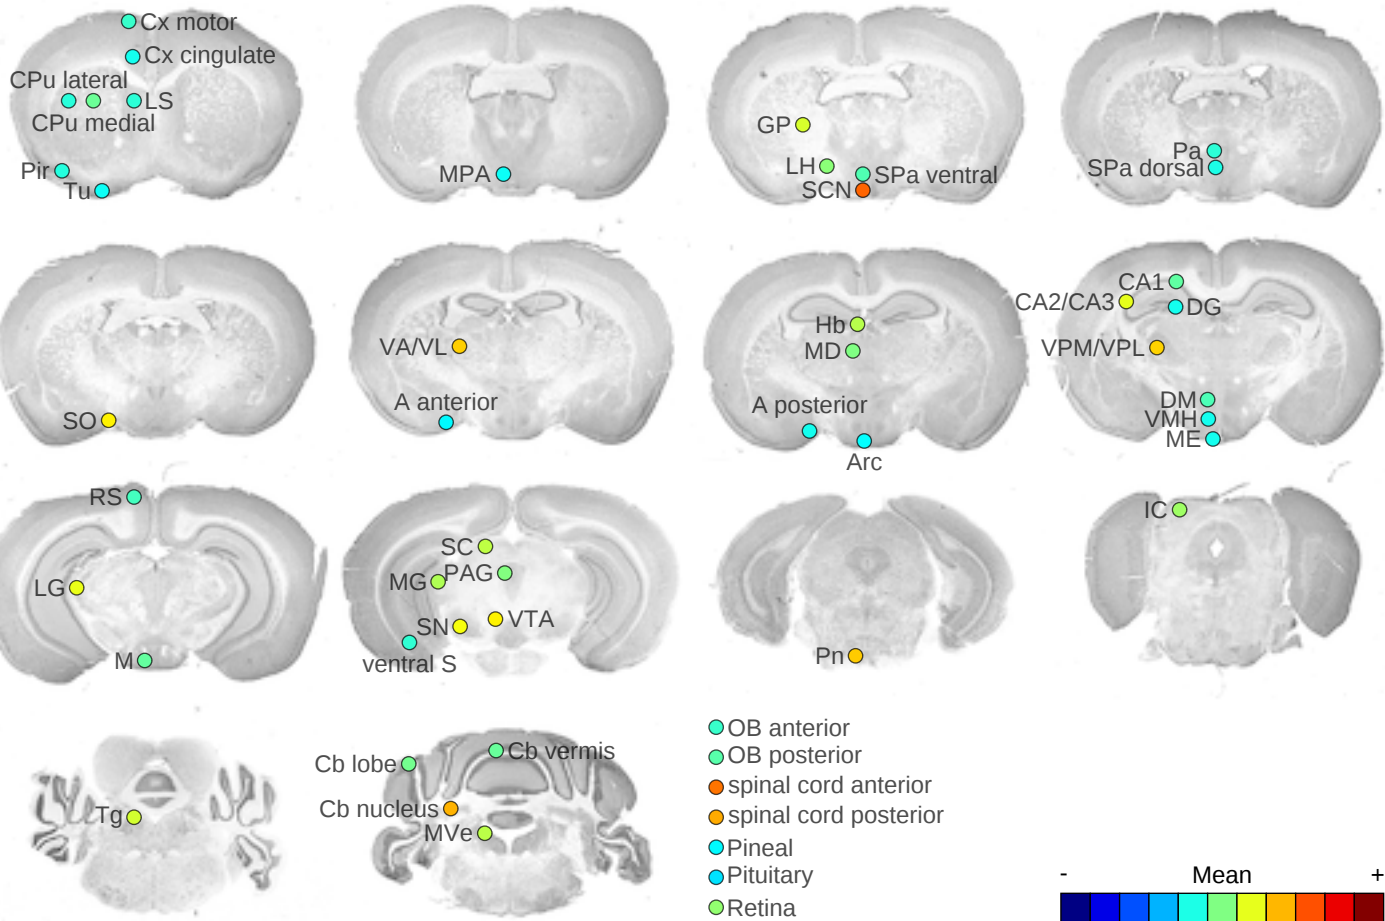 Cx motor
Cx cingulate
CPu lateral
LS
CPu medial
Pir
Tu
MPA
GP
LH
SPa ventral
SCN
Pa
SPa dorsal
SO
VA/VL
A anterior
Hb
MD
A posterior
Arc
CA1
CA2/CA3
DG
VPM/VPL
DM
VMH
ME
RS
LG
M
SC
PAG
MG
SN
VTA
ventral S
Pn
IC
Tg
Cb vermis
Cb lobe
Cb nucleus
MVe
OB anterior
OB posterior
spinal cord anterior
spinal cord posterior
Pineal
Pituitary
Retina
- Mean +